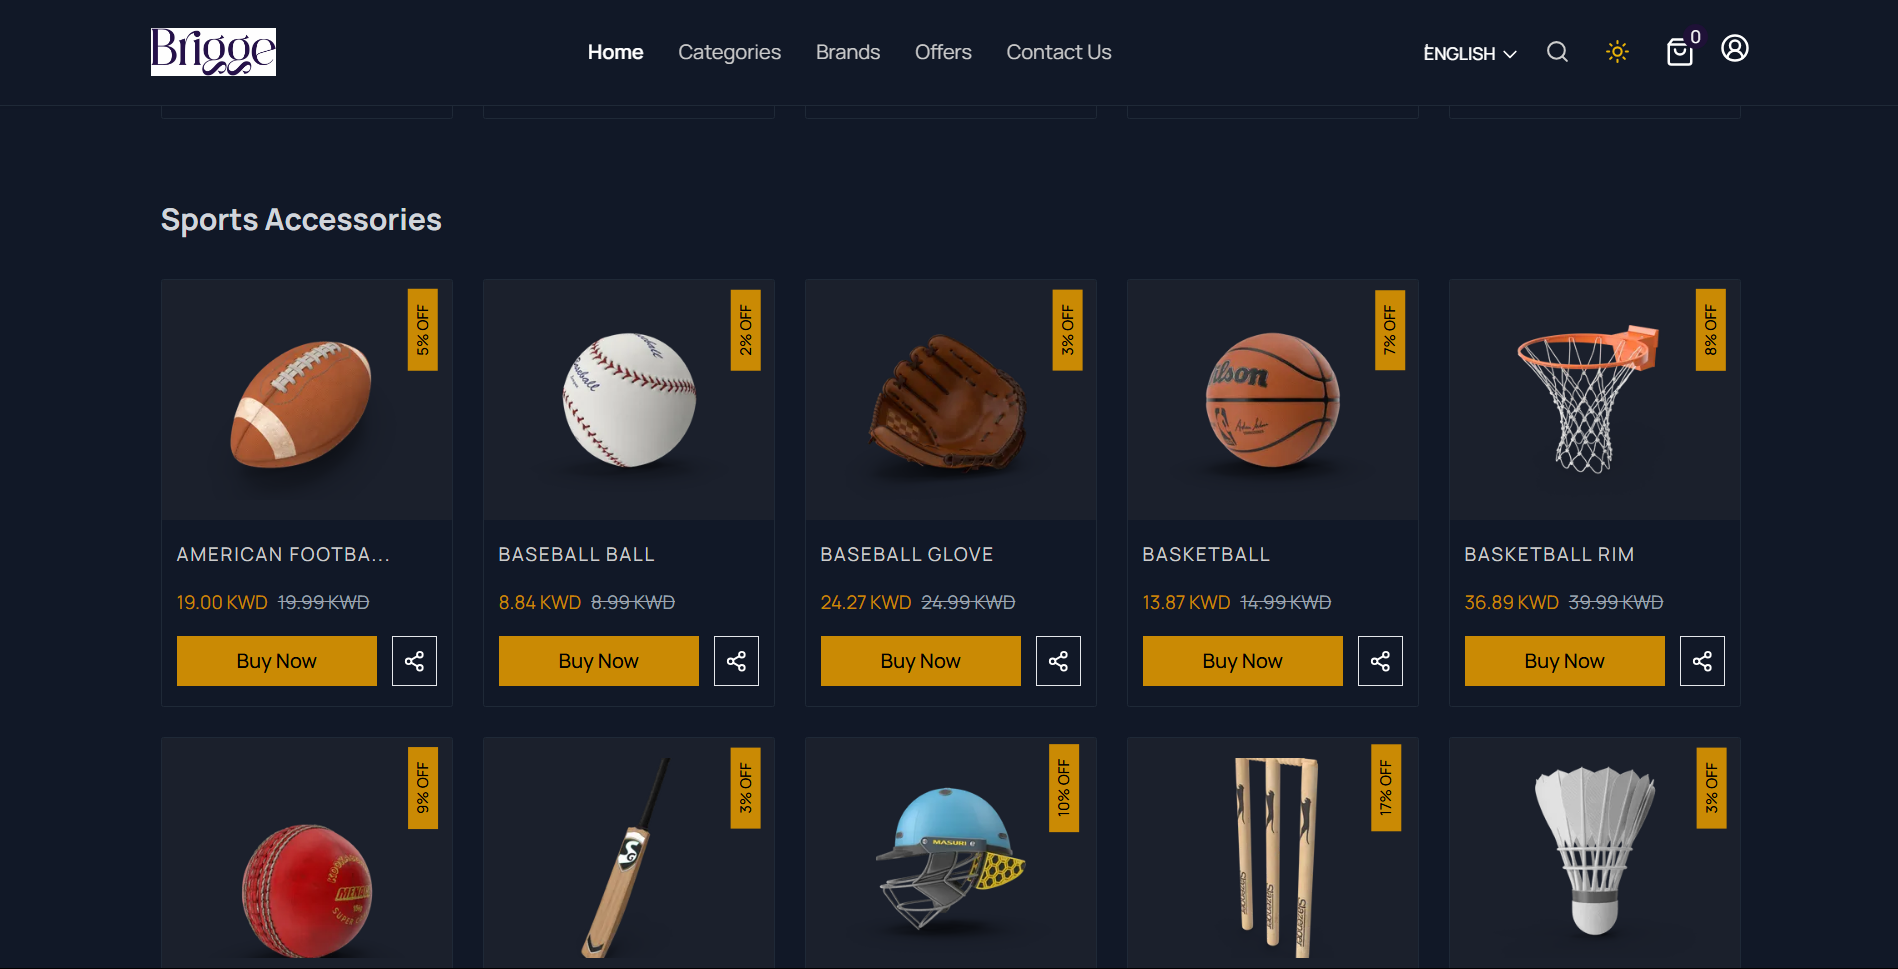 Brigge
Home Categories Brands Offers Contact Us
ENGLISH
0
Sports Accessories
5% OFF
2% OFF
3% OFF
7% OFF
8% OFF
Baseball
ilson
AMERICAN FOOTBA...
BASEBALL BALL
BASEBALL GLOVE
BASKETBALL
BASKETBALL RIM
19.00 KWD 19.99 KWD
8.84 KWD 8.99 KWD
24.27 KWD 24.99 KWD
13.87 KWD 14.99 KWD
36.89 KWD 39.99 KWD
Buy Now
Buy Now
Buy Now
Buy Now
Buy Now
9% OFF
3% OFF
10% OFF
17% OFF
3% OFF
SG
MASURI